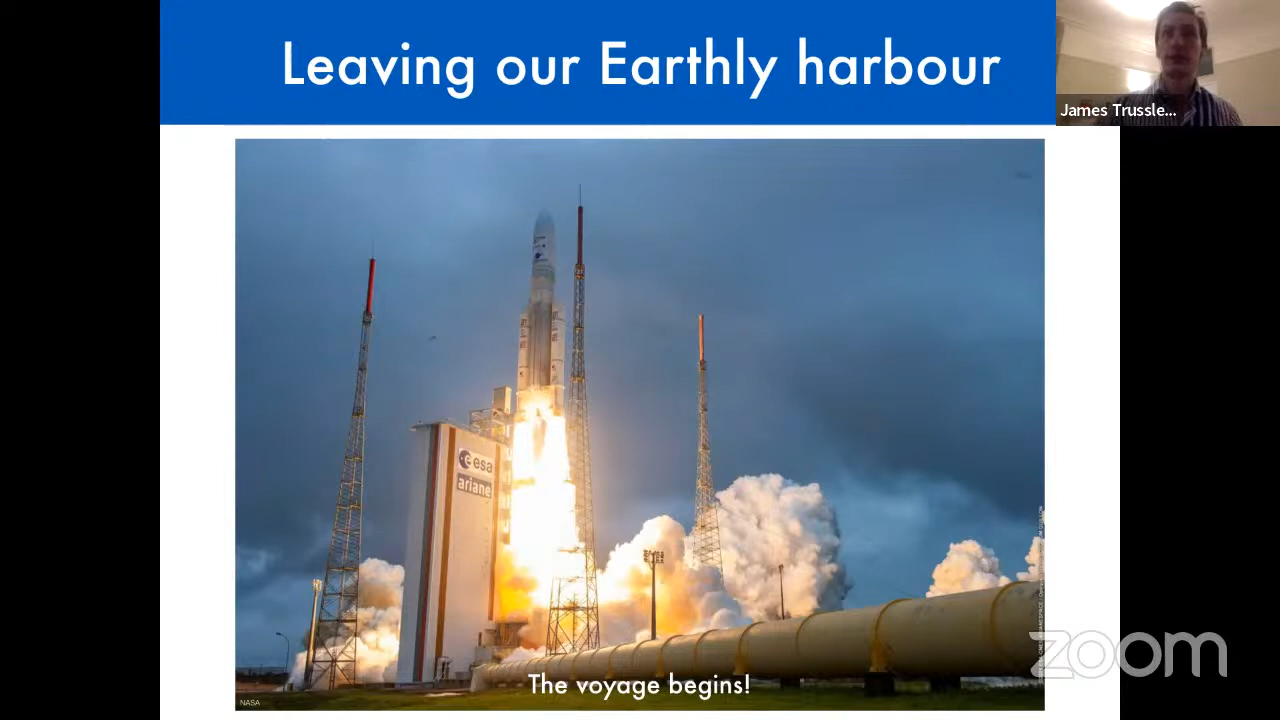 Leaving our Earthly harbour
James Trussle...
esa
ariane
The voyage begins!
NASA
zoom